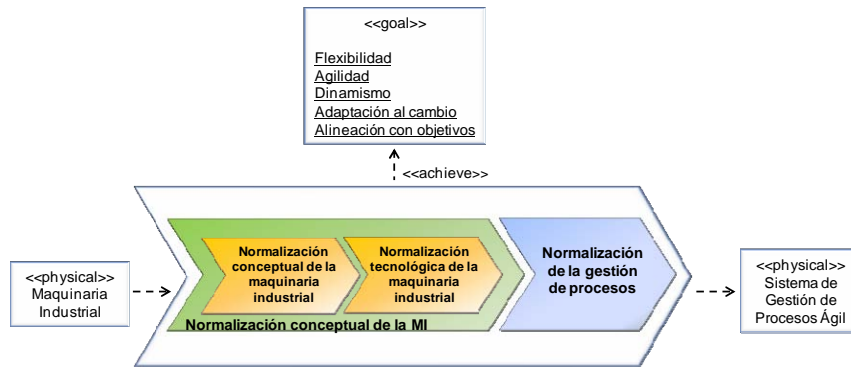 <<goal>>
Flexibilidad
Agilidad
Dinamismo
Adaptación al cambio
Alineación con objetivos
<<achieve>>
<<physical>>
Maquinaria
Industrial
Normalización
conceptual de la
maquinaria
industrial
Normalización
tecnológica de la
maquinaria
industrial
Normalización conceptual de la MI
Normalización
de la gestión
de procesos
<<physical>>
Sistema de
Gestión de
Procesos Ágil